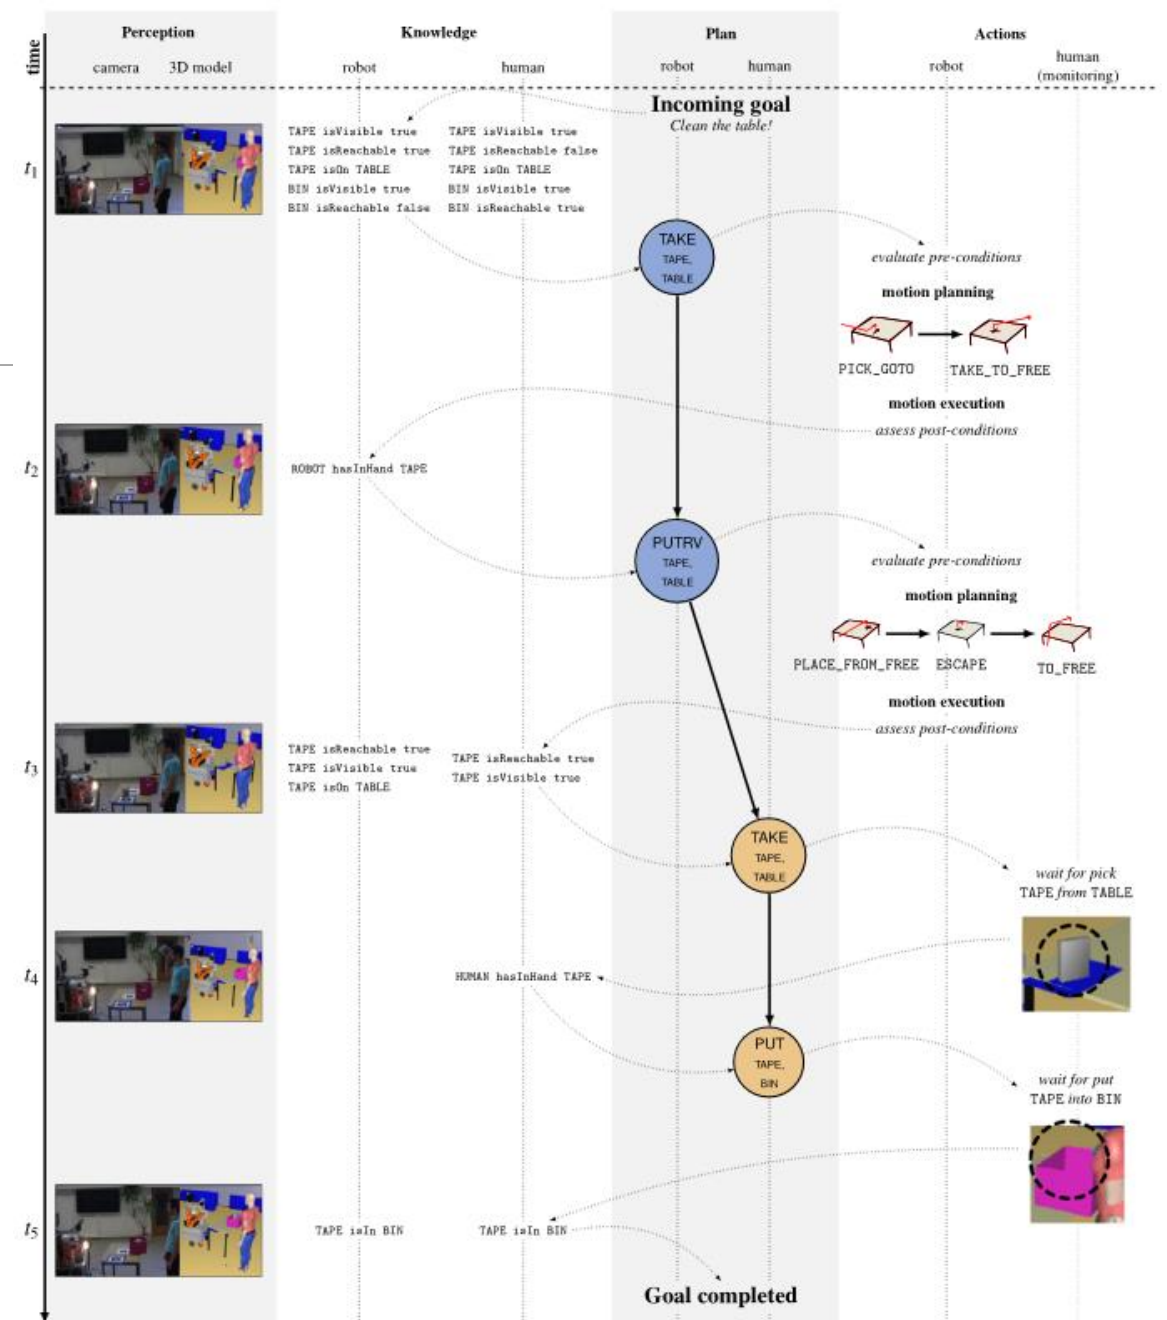 time
Perception
Knowledge
Plan
Actions
camera
3D model
robot
human
robot
human
robot
human
(monitoring)
Incoming goal
Clean the table!
t1
TAPE isVisible true
TAPE isReachable true
TAPE isOn TABLE
BIN isVisible true
BIN isReachable false
TAPE isVisible true
TAPE isReachable false
TAPE isOn TABLE
BIN isVisible true
BIN isReachable true
TAKE
TAPE,
TABLE
evaluate pre-conditions
motion planning
PICK_GOTO
TAKE_TO_FREE
motion execution
assess post-conditions
t2
ROBOT hasInHand TAPE
PUTRV
TAPE,
TABLE
evaluate pre-conditions
motion planning
PLACE_FROM_FREE
ESCAPE
TO_FREE
motion execution
assess post-conditions
t3
TAPE isReachable true
TAPE isVisible true
TAPE isOn TABLE
TAPE isReachable true
TAPE isVisible true
TAKE
TAPE,
TABLE
wait for pick
TAPE from TABLE
t4
HUMAN hasInHand TAPE
PUT
TAPE,
BIN
wait for put
TAPE into BIN
t5
TAPE isIn BIN
TAPE isIn BIN
Goal completed